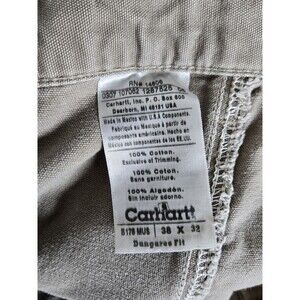 RN# 14806
Carhartt, Inc. P.O. Box 600
Dearborn, MI 48121 USA
Made in Mexico with U.S.A Components.
Fabriqué au Mexique à partir de
composants américains.
Hecho en México con componentes de los EE. UU.
100% Cotton.
Exclusive of Trimming.
100% Coton.
Sans garniture.
100% Algodón.
Sin incluir adorno.
Carhartt
B176 MUS 38 X 32
Dungaree Fit